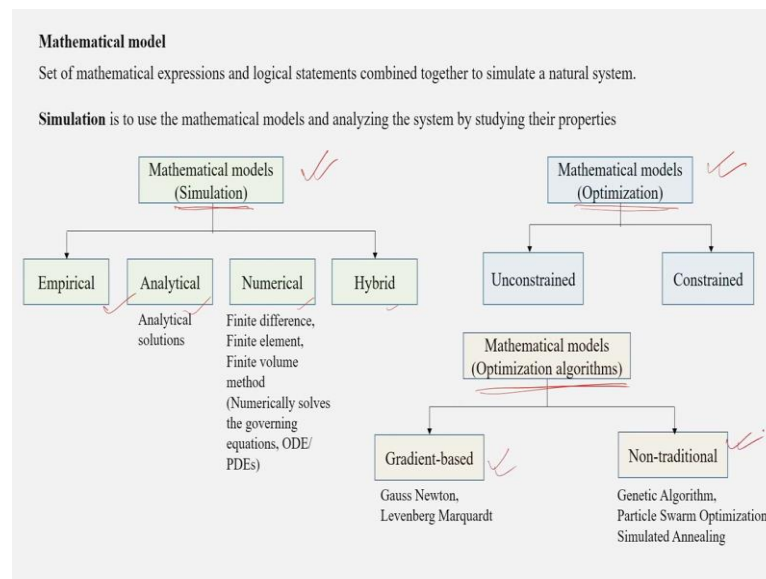 Mathematical model
Set of mathematical expressions and logical statements combined together to simulate a natural system.
Simulation is to use the mathematical models and analyzing the system by studying their properties
Mathematical models
(Simulation)
Empirical
Analytical
Numerical
Hybrid
Analytical
solutions
Finite difference,
Finite element,
Finite volume
method
(Numerically solves
the governing
equations, ODE/
PDEs)
Mathematical models
(Optimization)
Unconstrained
Constrained
Mathematical models
(Optimization algorithms)
Gradient-based
Non-traditional
Gauss Newton,
Levenberg Marquardt
Genetic Algorithm,
Particle Swarm Optimization
Simulated Annealing